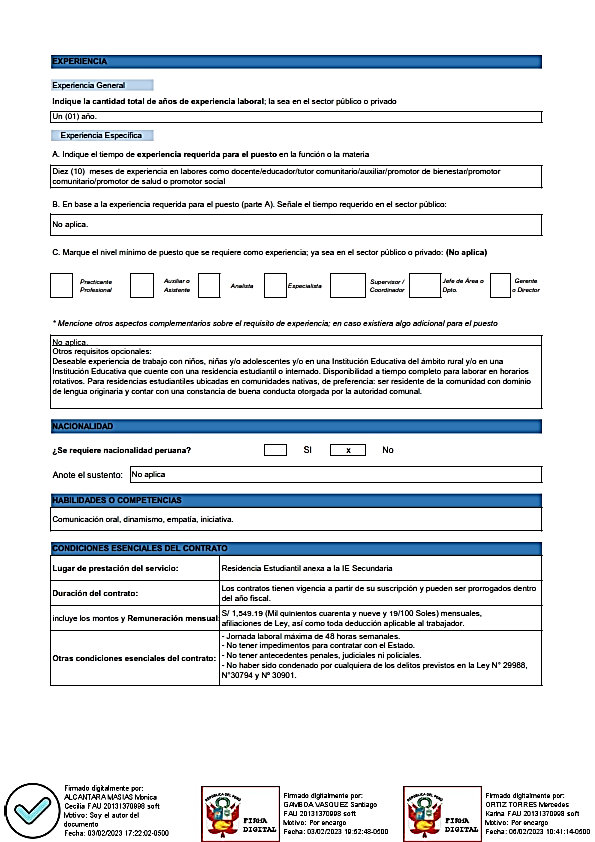 EXPERIENCIA
Experiencia General
Indique la cantidad total de años de experiencia laboral; la sea en el sector público o privado
Un (01) año.
Experiencia Específica
A. Indique el tiempo de experiencia requerida para el puesto en la función o la materia
Diez (10) meses de experiencia en labores como docente/educador/tutor comunitario/auxiliar/promotor de bienestar/promotor
comunitario/promotor de salud o promotor social
B. En base a la experiencia requerida para el puesto (parte A). Señale el tiempo requerido en el sector público:
No aplica.
C. Marque el nivel mínimo de puesto que se requiere como experiencia; ya sea en el sector público o privado: (No aplica)
Practicante Profesional
Auxiliar o Asistente
Analista
Especialista
Supervisor / Coordinador
Jefe de Área o Dpto.
Gerente o Director
* Mencione otros aspectos complementarios sobre el requisito de experiencia; en caso existiera algo adicional para el puesto
No aplica.
Otros requisitos opcionales:
Deseable experiencia de trabajo con niños, niñas y/o adolescentes y/o en una Institución Educativa del ámbito rural y/o en una
Institución Educativa que cuente con una residencia estudiantil o internado. Disponibilidad a tiempo completo para laborar en horarios
rotativos. Para residencias estudiantiles ubicadas en comunidades nativas, de preferencia: ser residente de la comunidad con dominio
de lengua originaria y contar con una constancia de buena conducta otorgada por la autoridad comunal.
NACIONALIDAD
¿Se requiere nacionalidad peruana? SI x No
Anote el sustento: No aplica
HABILIDADES O COMPETENCIAS
Comunicación oral, dinamismo, empatía, iniciativa.
CONDICIONES ESENCIALES DEL CONTRATO
Lugar de prestación del servicio: Residencia Estudiantil anexa a la IE Secundaria
Duración del contrato: Los contratos tienen vigencia a partir de su suscripción y pueden ser prorrogados dentro
del año fiscal.
incluye los montos y Remuneración mensual: S/ 1,549.19 (Mil quinientos cuarenta y nueve y 19/100 Soles) mensuales,
afiliaciones de Ley, así como toda deducción aplicable al trabajador.
Otras condiciones esenciales del contrato:
- Jornada laboral máxima de 48 horas semanales.
- No tener impedimentos para contratar con el Estado.
- No tener antecedentes penales, judiciales ni policiales.
- No haber sido condenado por cualquiera de los delitos previstos en la Ley N° 29988,
N°30794 y Nº 30901.
Firmado digitalmente por:
ALCANTARA MASIAS Monica
Cecilia FAU 20131370998 soft
Motivo: Soy el autor del
documento
Fecha: 03/02/2023 17:22:02-0500
REPÚBLICA DEL PERÚ
FIRMA
DIGITAL
Firmado digitalmente por:
GAMBOA VASQUEZ Santiago
FAU 20131370998 soft
Motivo: Por encargo
Fecha: 03/02/2023 19:52:48-0500
REPÚBLICA DEL PERÚ
FIRMA
DIGITAL
Firmado digitalmente por:
ORTIZ TORRES Mercedes
Karina FAU 20131370998 soft
Motivo: Por encargo
Fecha: 06/02/2023 10:41:14-0500